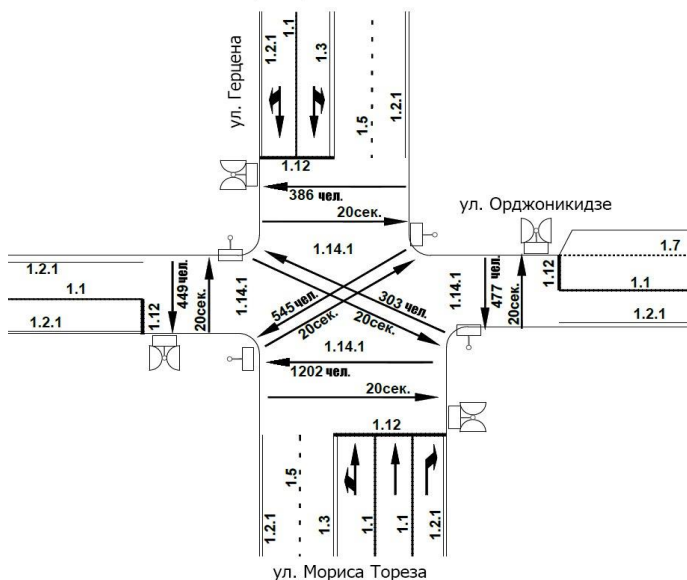 ул. Герцена
1.2.1
1.1
1.3
1.5
1.2.1
1.12
386 чел.
20сек.
ул. Орджоникидзе
1.14.1
1.2.1
1.1
1.2.1
1.12
449 чел.
20сек.
1.14.1
545 чел.
20сек.
303 чел.
20сек.
1.14.1
477 чел.
20сек.
1.12
1.7
1.1
1.2.1
1.14.1
1202 чел.
20сек.
1.12
1.2.1
1.5
1.3
1.1
1.1
1.2.1
ул. Мориса Тореза